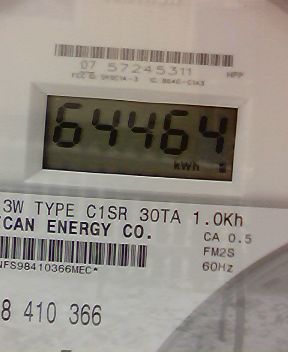 07 57245311
HPP
64464
kWh
3W TYPE C1SR 30TA 1.0Kh
CAN ENERGY CO.
CA 0.5
FM2S
60Hz
NFS98410366MEC*
8 410 366